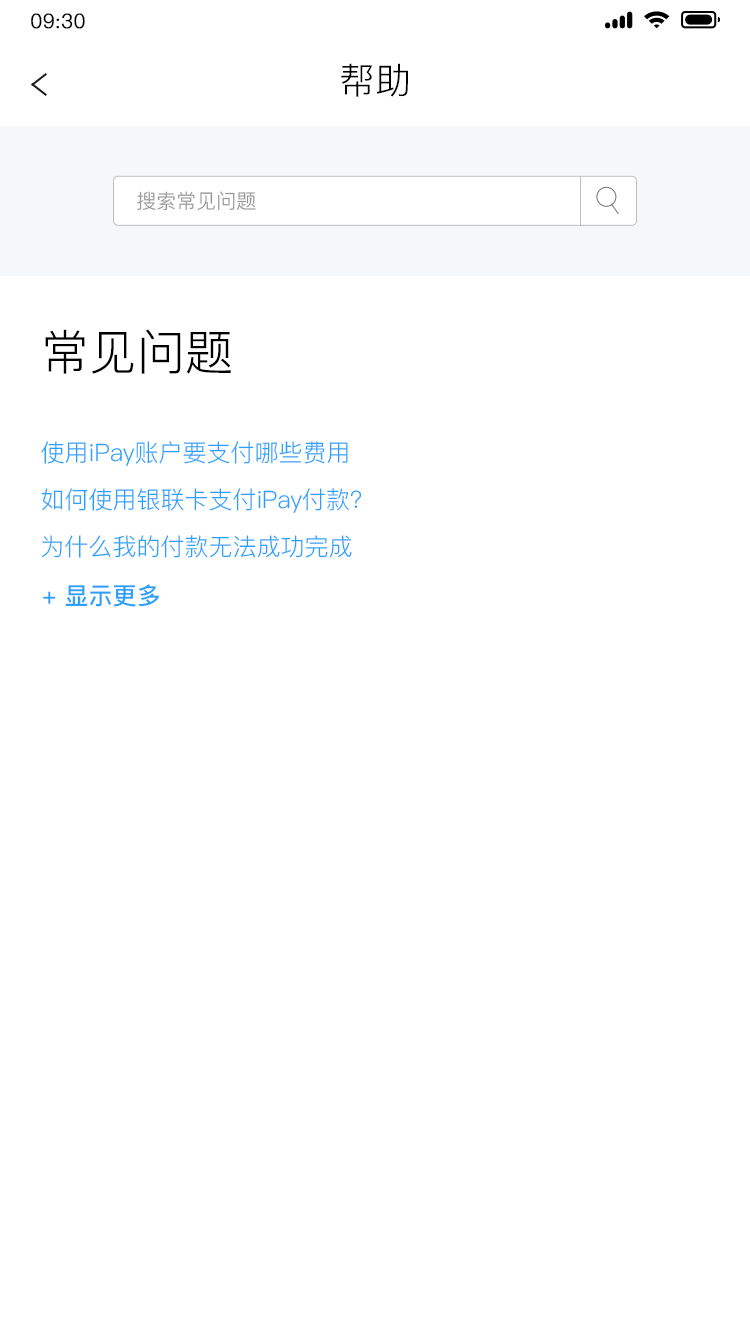 09:30
帮助
搜索常见问题
常见问题
使用iPay账户要支付哪些费用
如何使用银联卡支付iPay付款?
为什么我的付款无法成功完成
+ 显示更多